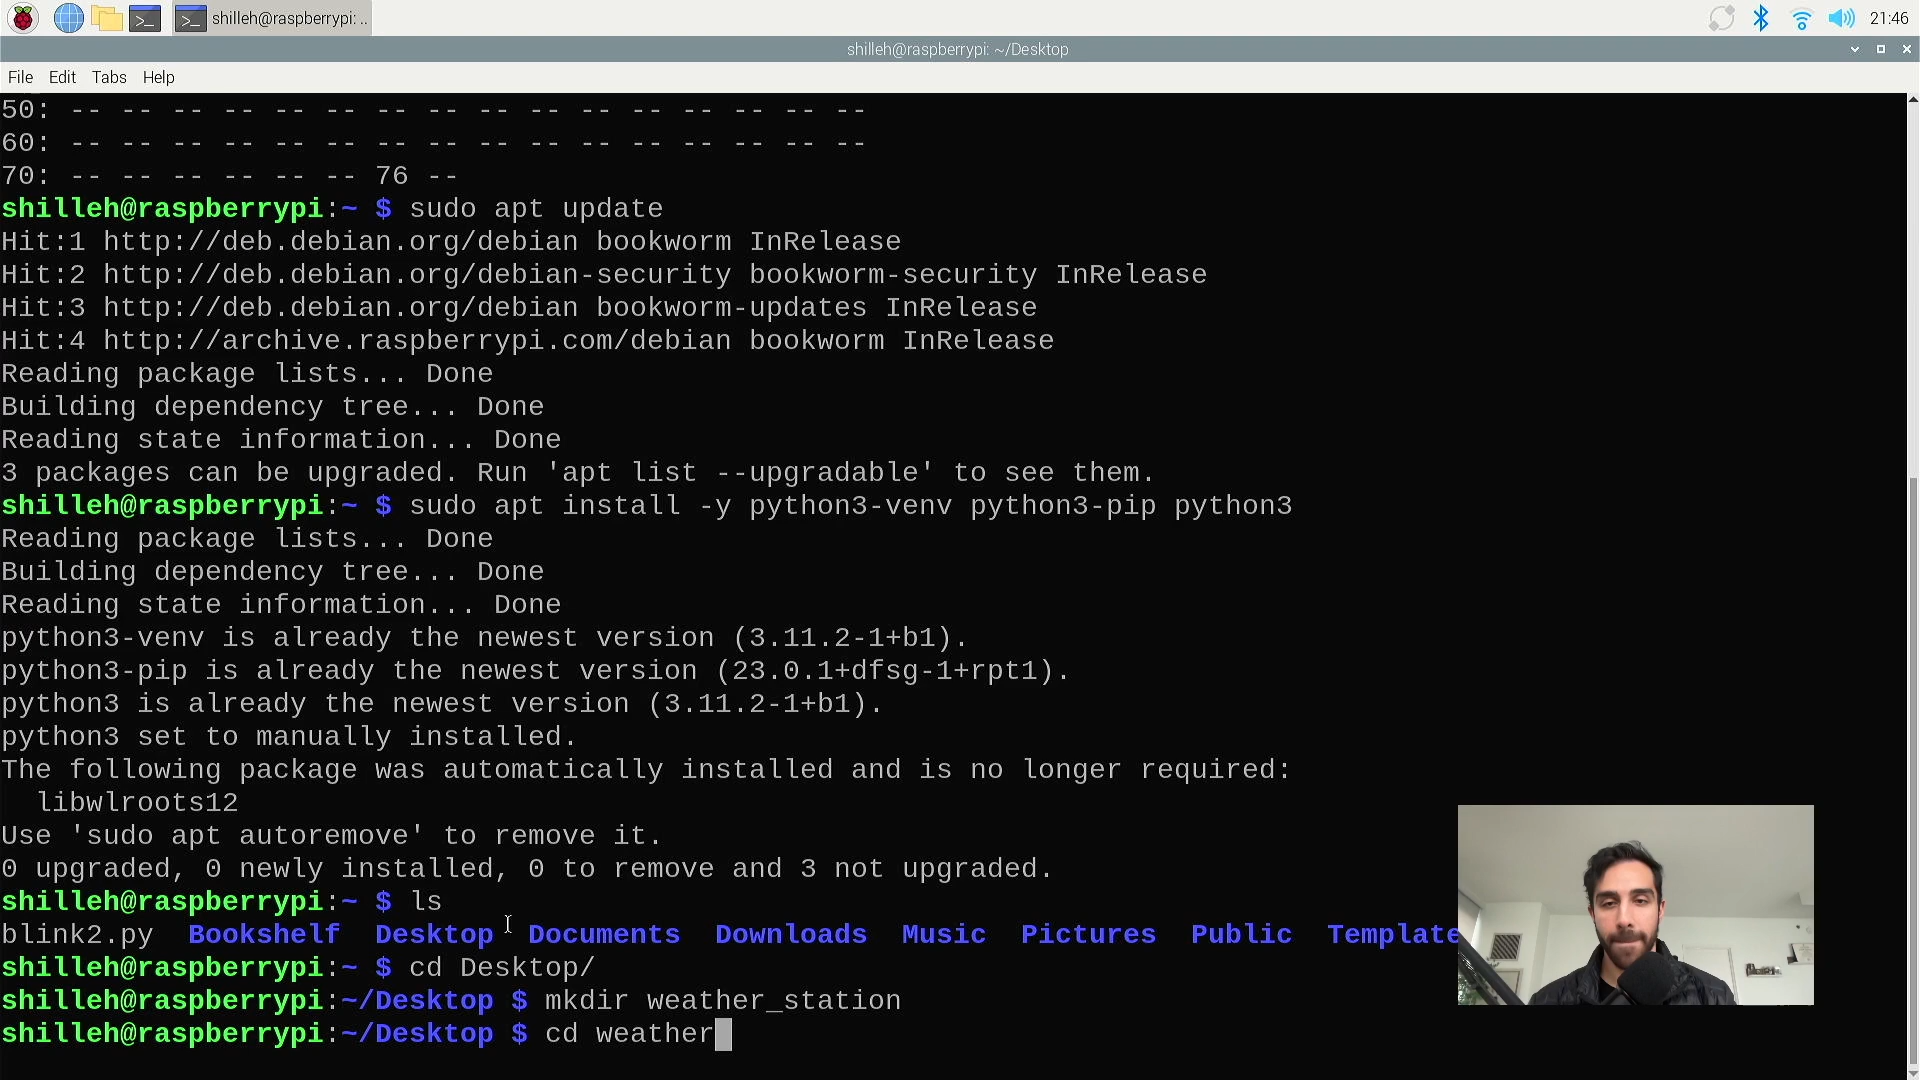 shilleh@raspberrypi: ..
21:46
shilleh@raspberrypi: ~/Desktop
File Edit Tabs Help
50: -- -- -- -- -- -- -- -- -- -- -- -- -- -- -- --
60: -- -- -- -- -- -- -- -- -- -- -- -- -- -- -- --
70: -- -- -- -- -- -- 76 --
shilleh@raspberrypi:~ $ sudo apt update
Hit:1 http://deb.debian.org/debian bookworm InRelease
Hit:2 http://deb.debian.org/debian-security bookworm-security InRelease
Hit:3 http://deb.debian.org/debian bookworm-updates InRelease
Hit:4 http://archive.raspberrypi.com/debian bookworm InRelease
Reading package lists... Done
Building dependency tree... Done
Reading state information... Done
3 packages can be upgraded. Run 'apt list --upgradable' to see them.
shilleh@raspberrypi:~ $ sudo apt install -y python3-venv python3-pip python3
Reading package lists... Done
Building dependency tree... Done
Reading state information... Done
python3-venv is already the newest version (3.11.2-1+b1).
python3-pip is already the newest version (23.0.1+dfsg-1+rpt1).
python3 is already the newest version (3.11.2-1+b1).
python3 set to manually installed.
The following package was automatically installed and is no longer required:
  libwlroots12
Use 'sudo apt autoremove' to remove it.
0 upgraded, 0 newly installed, 0 to remove and 3 not upgraded.
shilleh@raspberrypi:~ $ ls
blink2.py Bookshelf Desktop Documents Downloads Music Pictures Public Template
shilleh@raspberrypi:~ $ cd Desktop/
shilleh@raspberrypi:~/Desktop $ mkdir weather_station
shilleh@raspberrypi:~/Desktop $ cd weather